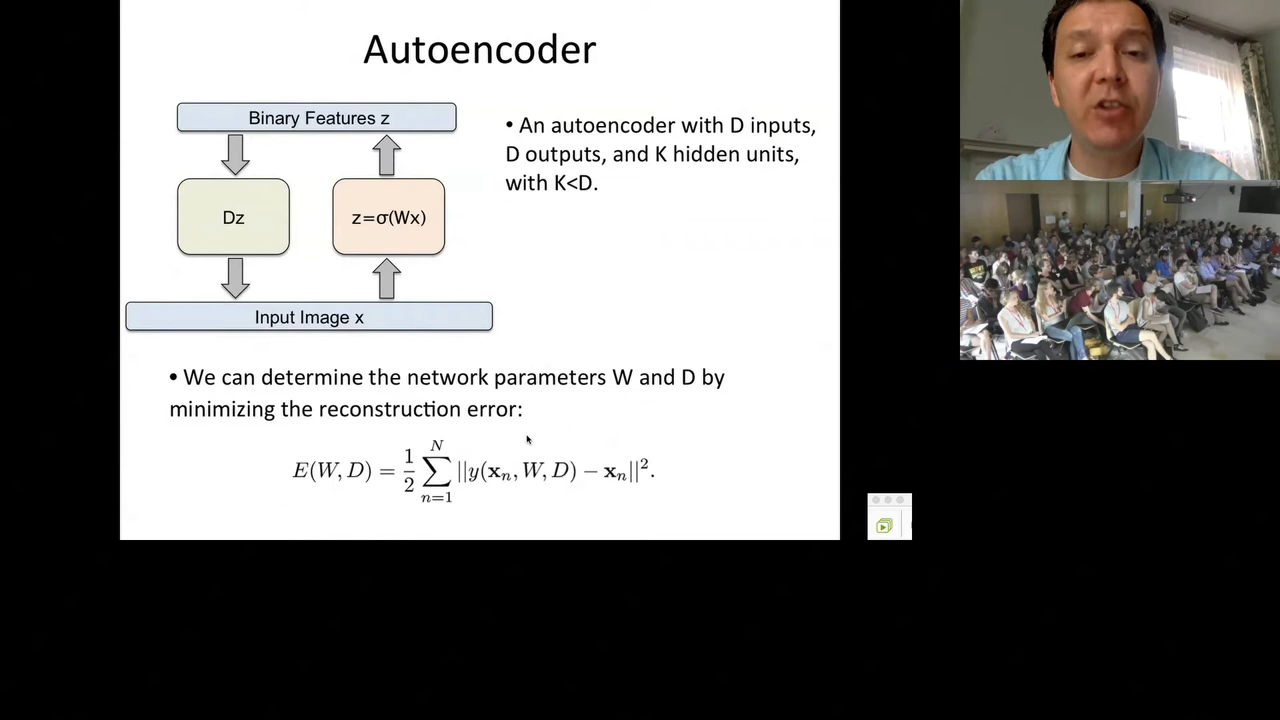 Autoencoder
Binary Features z
Dz
z=σ(Wx)
Input Image x
• An autoencoder with D inputs,
D outputs, and K hidden units,
with K<D.
• We can determine the network parameters W and D by
minimizing the reconstruction error:
E(W, D) = 1/2 ∑_{n=1}^{N} ||y(x_n, W, D) − x_n||².